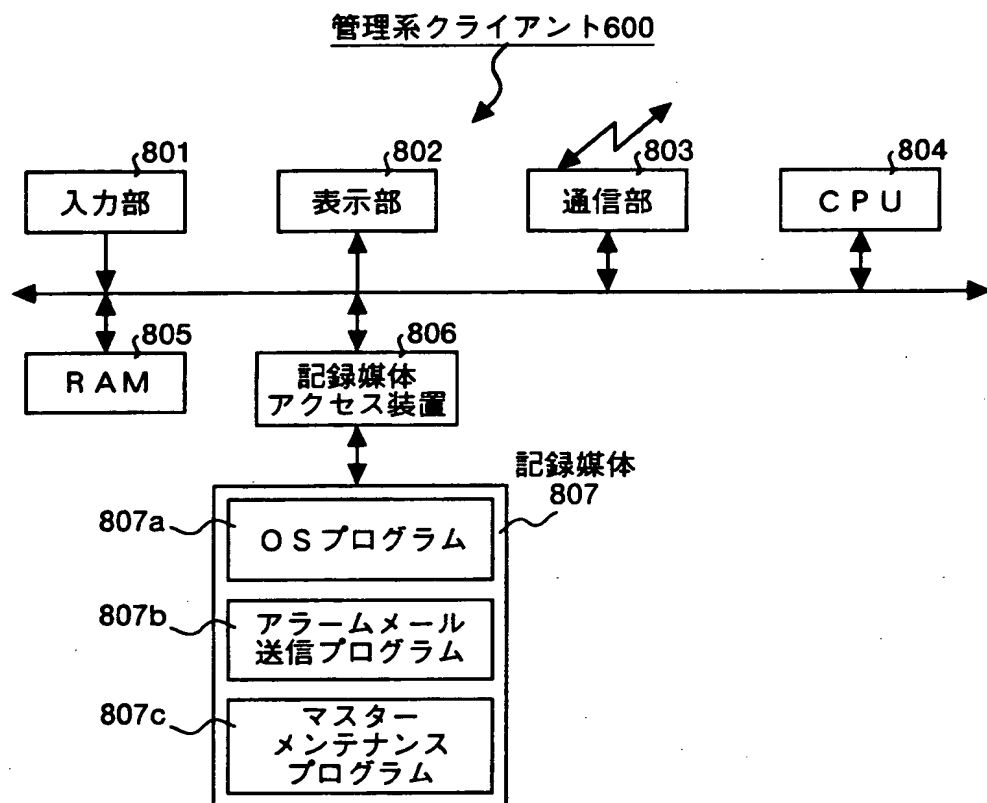 管理系クライアント600
801
入力部
802
表示部
803
通信部
804
CPU
805
RAM
806
記録媒体
アクセス装置
記録媒体
807
807a
OSプログラム
807b
アラームメール
送信プログラム
807c
マスター
メンテナンス
プログラム